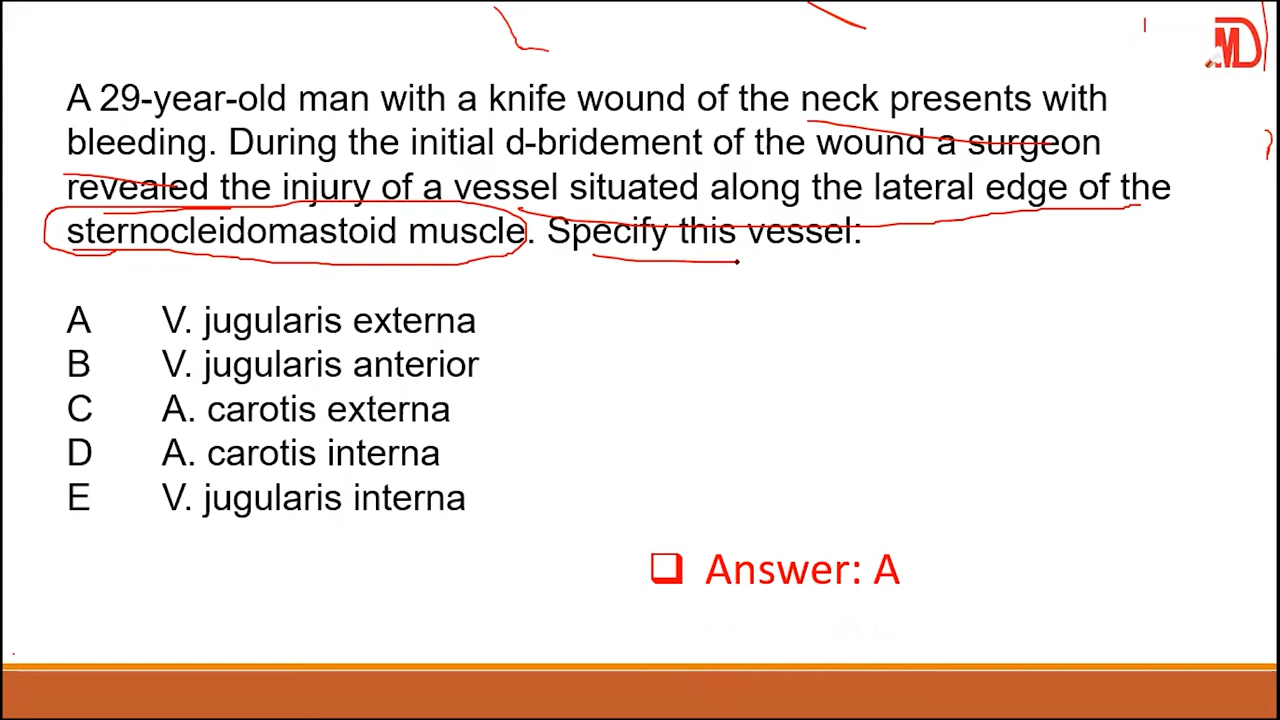 MD
A 29-year-old man with a knife wound of the neck presents with
bleeding. During the initial d-bridement of the wound a surgeon
revealed the injury of a vessel situated along the lateral edge of the
sternocleidomastoid muscle. Specify this vessel:
A V. jugularis externa
B V. jugularis anterior
C A. carotis externa
D A. carotis interna
E V. jugularis interna
Answer: A